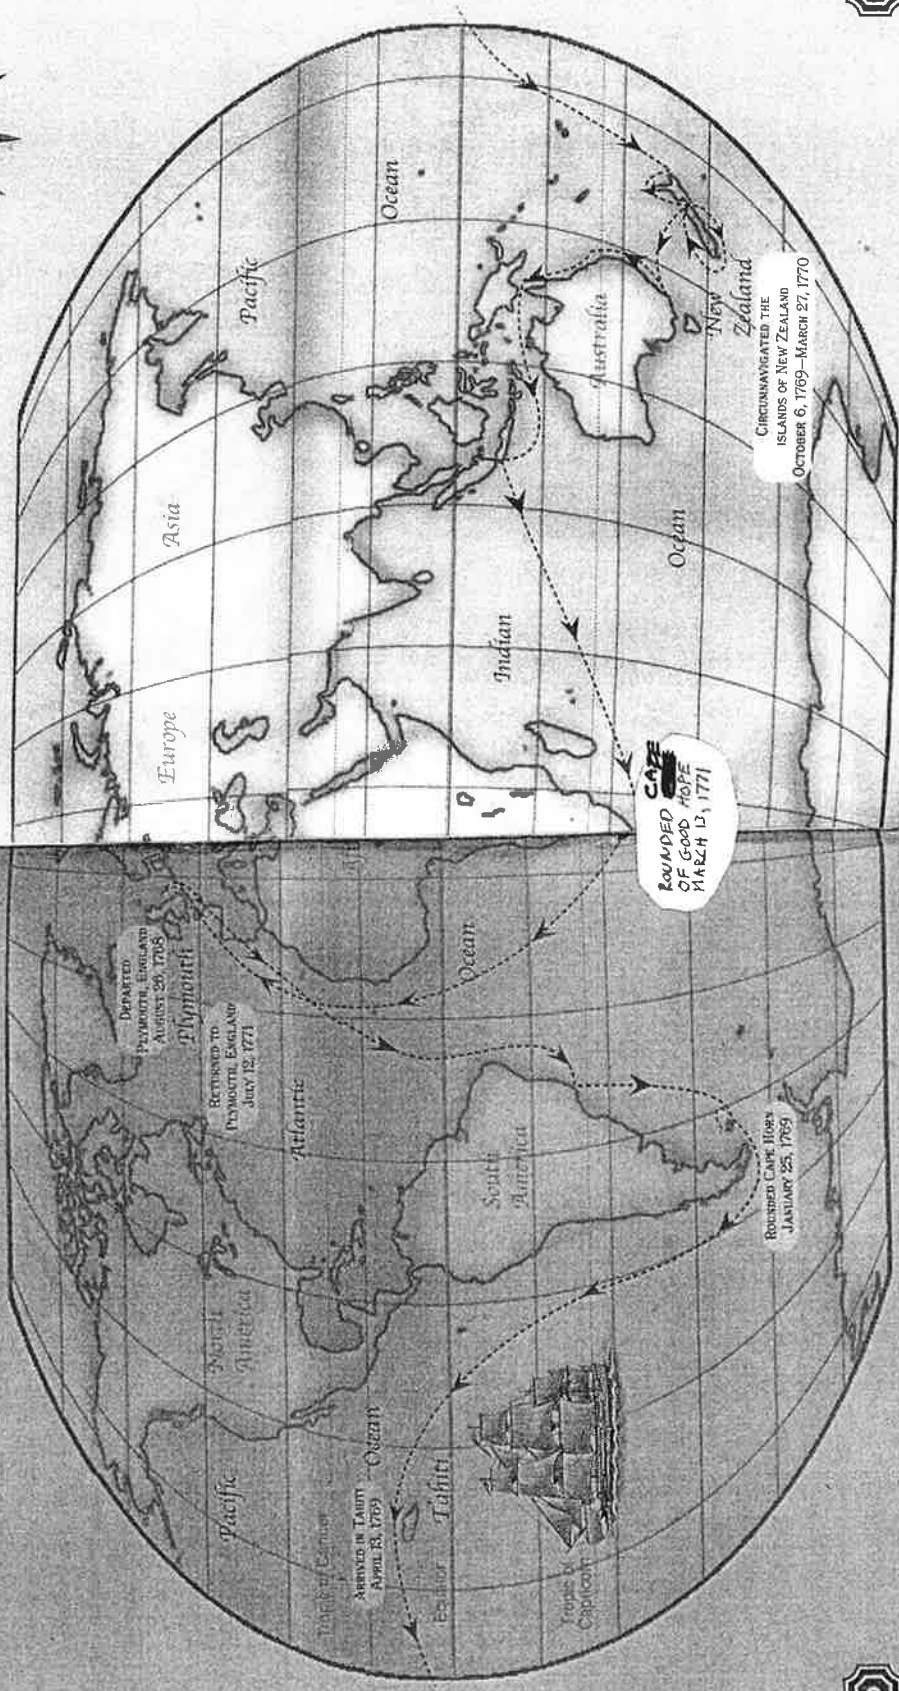 DEPARTED
PLYMOUTH, ENGLAND
AUGUST 26, 1768
Plymouth
RETURNED TO
PLYMOUTH, ENGLAND
JULY 12, 1771
North
America
Atlantic
Ocean
Pacific
Ocean
Tropic of Cancer
ARRIVED IN TAHITI
APRIL 13, 1769
Tahiti
Equator
South
America
Tropic of
Capricorn
ROUNDED CAPE HORN
JANUARY 25, 1769
Europe
Asia
Pacific
Ocean
Indian
Ocean
Australia
New
Zealand
CIRCUMNAVIGATED THE
ISLANDS OF NEW ZEALAND
OCTOBER 6, 1769–MARCH 27, 1770
ROUNDED CAPE
OF GOOD HOPE
MARCH 13, 1771